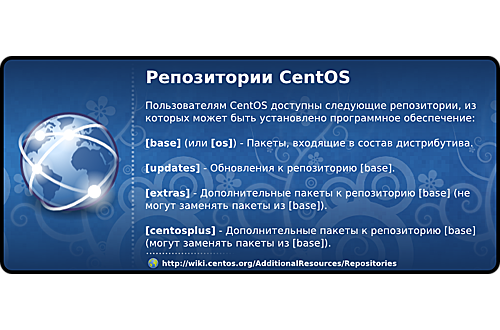 Репозитории CentOS
Пользователям CentOS доступны следующие репозитории, из
которых может быть установлено программное обеспечение:
[base] (или [os]) - Пакеты, входящие в состав дистрибутива.
[updates] - Обновления к репозиторию [base].
[extras] - Дополнительные пакеты к репозиторию [base] (не
могут заменять пакеты из [base]).
[centosplus] - Дополнительные пакеты к репозиторию [base]
(могут заменять пакеты из [base]).
http://wiki.centos.org/AdditionalResources/Repositories